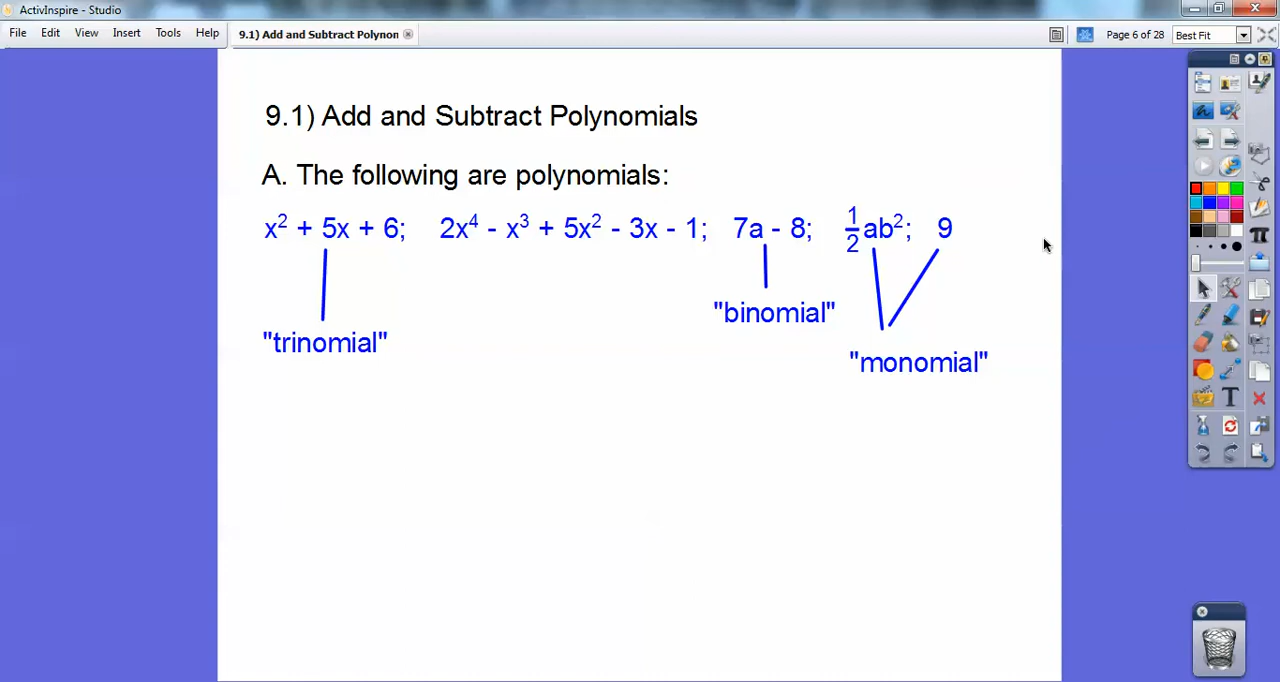 ActivInspire - Studio
File Edit View Insert Tools Help
9.1) Add and Subtract Polynon
Page 6 of 28
Best Fit
9.1) Add and Subtract Polynomials
A. The following are polynomials:
x² + 5x + 6; 2x⁴ - x³ + 5x² - 3x - 1; 7a - 8; ½ab²; 9
"binomial"
"trinomial"
"monomial"